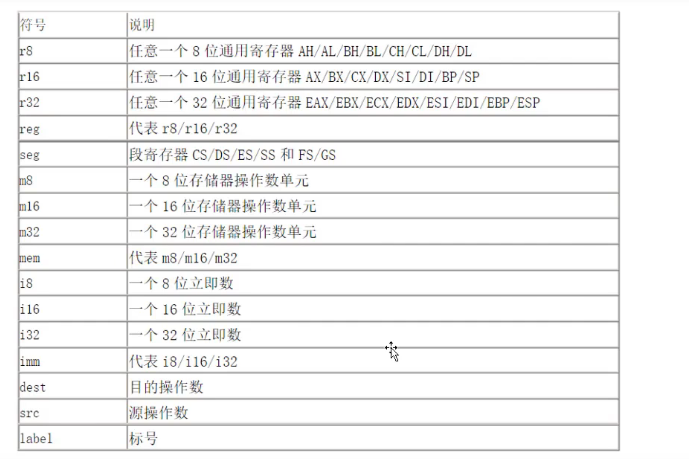 符号 说明
r8 任意一个 8 位通用寄存器 AH/AL/BH/BL/CH/CL/DH/DL
r16 任意一个 16 位通用寄存器 AX/BX/CX/DX/SI/DI/BP/SP
r32 任意一个 32 位通用寄存器 EAX/EBX/ECX/EDX/ESI/EDI/EBP/ESP
reg 代表 r8/r16/r32
seg 段寄存器 CS/DS/ES/SS 和 FS/GS
m8 一个 8 位存储器操作数单元
m16 一个 16 位存储器操作数单元
m32 一个 32 位存储器操作数单元
mem 代表 m8/m16/m32
i8 一个 8 位立即数
i16 一个 16 位立即数
i32 一个 32 位立即数
imm 代表 i8/i16/i32
dest 目的操作数
src 源操作数
label 标号